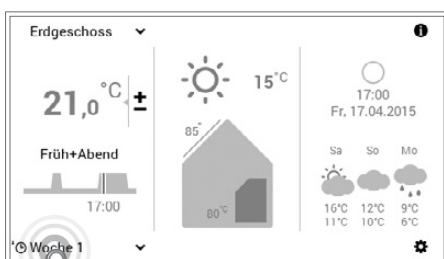 Erdgeschoss
21,0 °C ±
Früh+Abend
17:00
Woche 1
15°C
85°
80°C
17:00
Fr, 17.04.2015
Sa So Mo
16°C 12°C 9°C
11°C 10°C 6°C